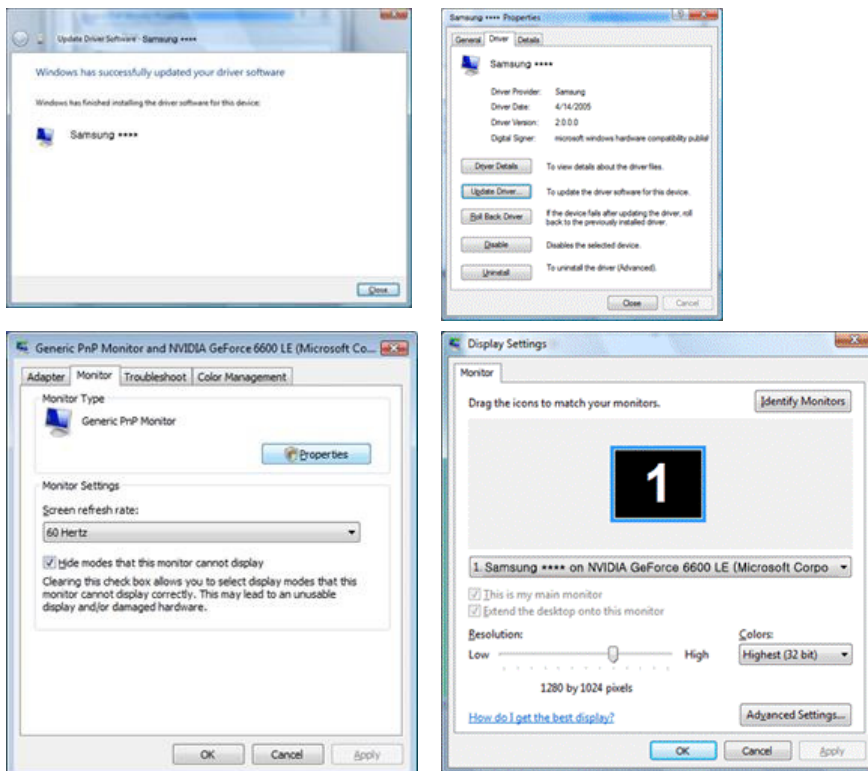 Update Driver Software - Samsung ****
Windows has successfully updated your driver software
Windows has finished installing the driver software for this device:
Samsung ****
Close
Samsung **** Properties
General Driver Details
Samsung ****
Driver Provider: Samsung
Driver Date: 4/14/2005
Driver Version: 2.0.0.0
Digital Signer: microsoft windows hardware compatibility publisl
Driver Details To view details about the driver files.
Update Driver... To update the driver software for this device.
Roll Back Driver If the device fails after updating the driver, roll
back to the previously installed driver.
Disable Disables the selected device.
Uninstall To uninstall the driver (Advanced).
Close Cancel
Generic PnP Monitor and NVIDIA GeForce 6600 LE (Microsoft Co...
Adapter Monitor Troubleshoot Color Management
Monitor Type
Generic PnP Monitor
Properties
Monitor Settings
Screen refresh rate:
60 Hertz
Hide modes that this monitor cannot display
Clearing this check box allows you to select display modes that this
monitor cannot display correctly. This may lead to an unusable
display and/or damaged hardware.
OK Cancel Apply
Display Settings
Monitor
Drag the icons to match your monitors. Identify Monitors
1
1. Samsung **** on NVIDIA GeForce 6600 LE (Microsoft Corpo
This is my main monitor
Extend the desktop onto this monitor
Resolution: Colors:
Low High Highest (32 bit)
1280 by 1024 pixels
How do I get the best display? Advanced Settings...
OK Cancel Apply